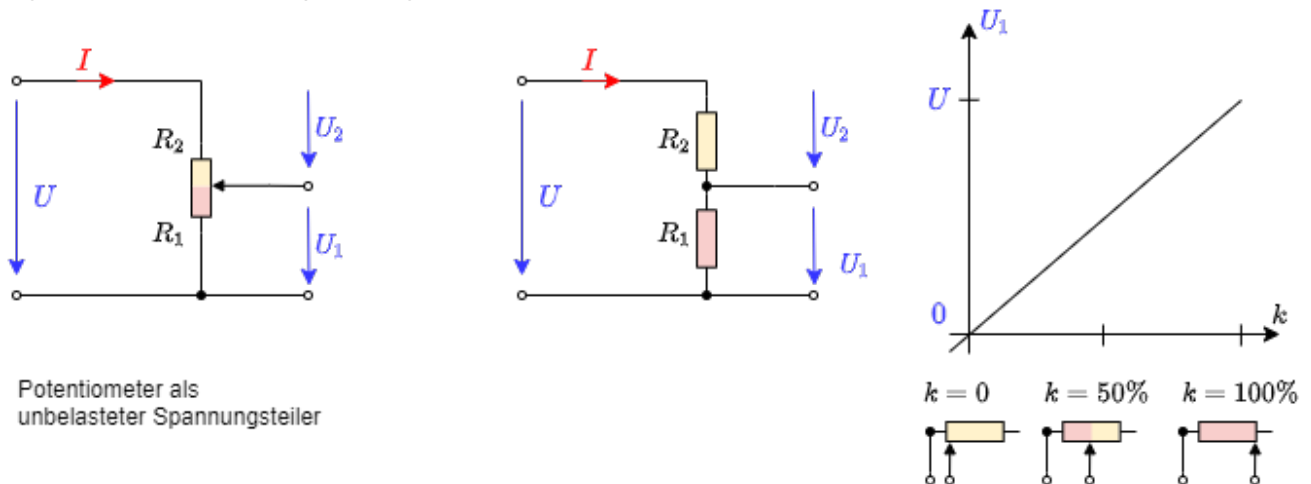 I
R₂
U₂
U
R₁
U₁
I
R₂
U₂
U
R₁
U₁
U₁
U
0
k
k = 0
k = 50%
k = 100%
Potentiometer als
unbelasteter Spannungsteiler